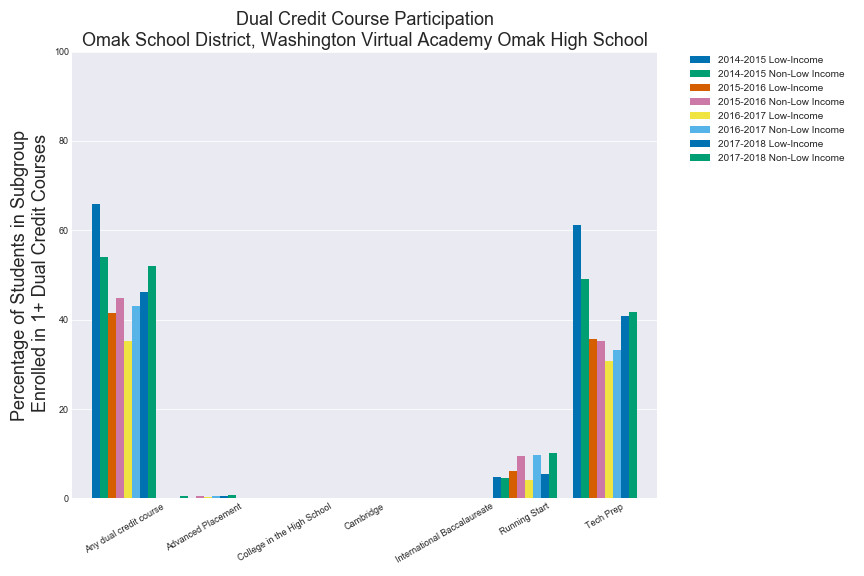 Dual Credit Course Participation
Omak School District, Washington Virtual Academy Omak High School
Percentage of Students in Subgroup
Enrolled in 1+ Dual Credit Courses
100
80
60
40
20
0
Any dual credit course
Advanced Placement
College in the High School
Cambridge
International Baccalaureate
Running Start
Tech Prep
2014-2015 Low-Income
2014-2015 Non-Low Income
2015-2016 Low-Income
2015-2016 Non-Low Income
2016-2017 Low-Income
2016-2017 Non-Low Income
2017-2018 Low-Income
2017-2018 Non-Low Income